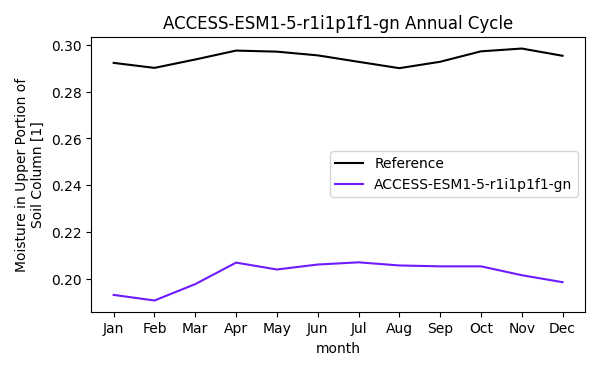 ACCESS-ESM1-5-r1i1p1f1-gn Annual Cycle
Moisture in Upper Portion of
Soil Column [1]
0.30
0.28
0.26
0.24
0.22
0.20
Reference
ACCESS-ESM1-5-r1i1p1f1-gn
Jan Feb Mar Apr May Jun Jul Aug Sep Oct Nov Dec
month